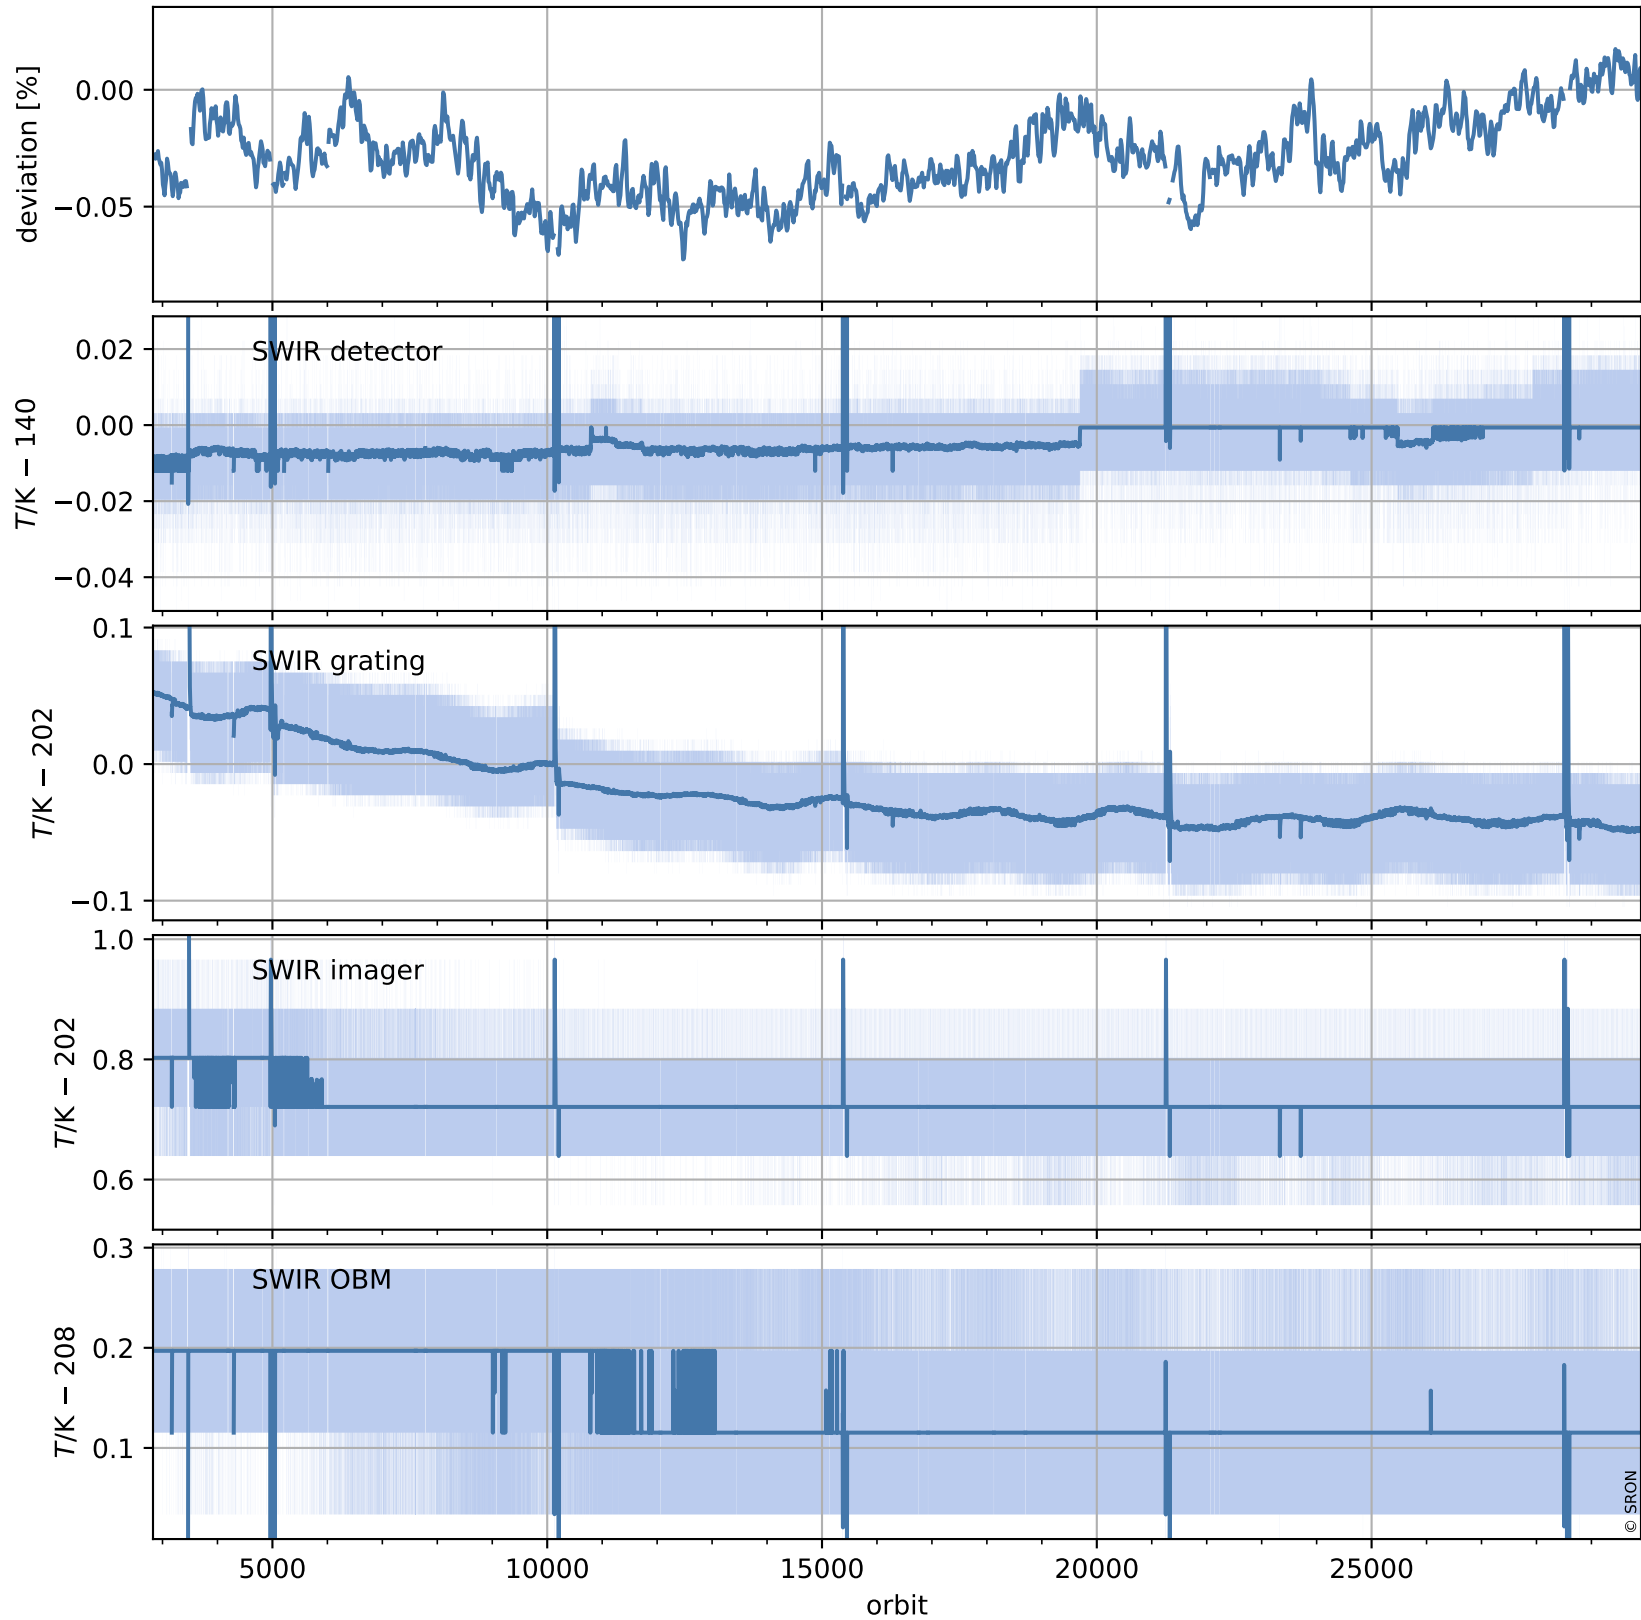 deviation [%]
0.00
−0.05
SWIR detector
T/K − 140
0.02
0.00
−0.02
−0.04
SWIR grating
T/K − 202
0.1
0.0
−0.1
SWIR imager
T/K − 202
1.0
0.8
0.6
SWIR OBM
T/K − 208
0.3
0.2
0.1
© SRON
5000 10000 15000 20000 25000
orbit